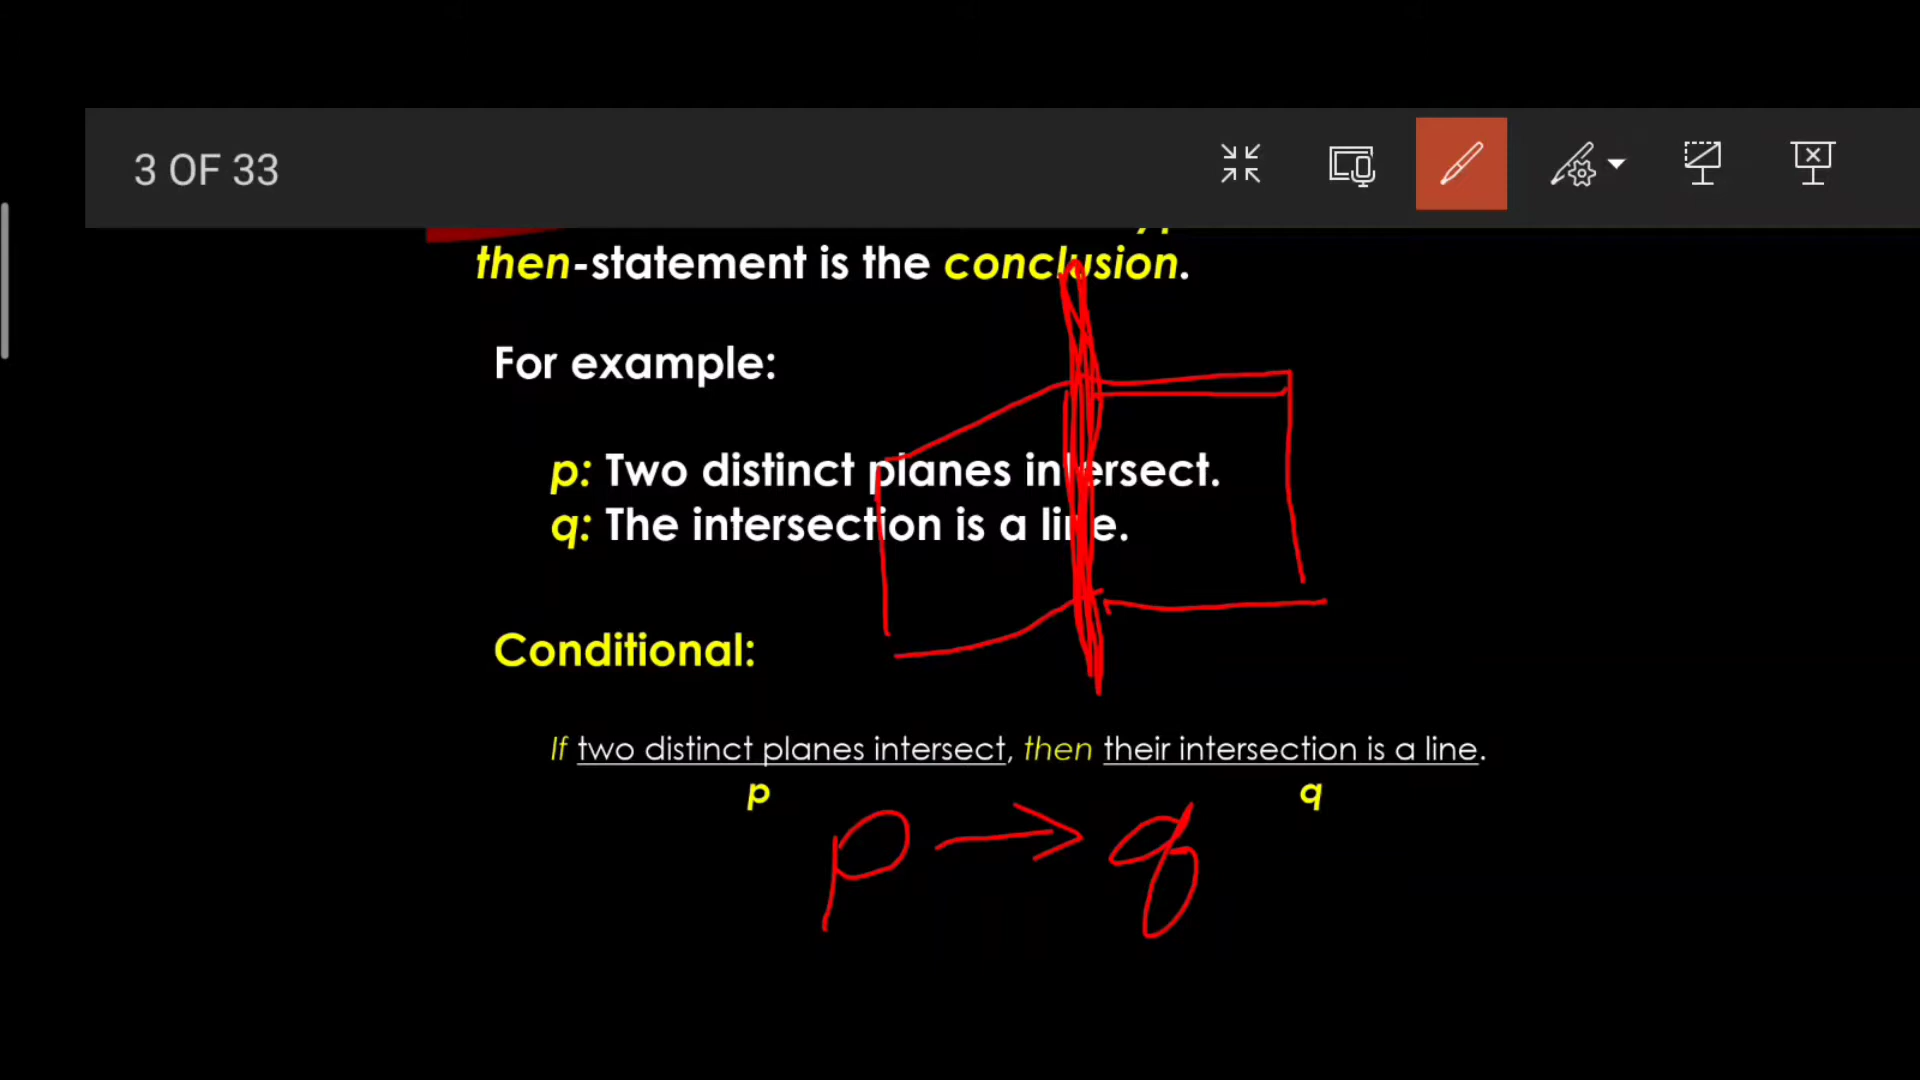 3 OF 33
then-statement is the conclusion.
For example:
p: Two distinct planes intersect.
q: The intersection is a line.
Conditional:
If two distinct planes intersect, then their intersection is a line.
p q
p → q